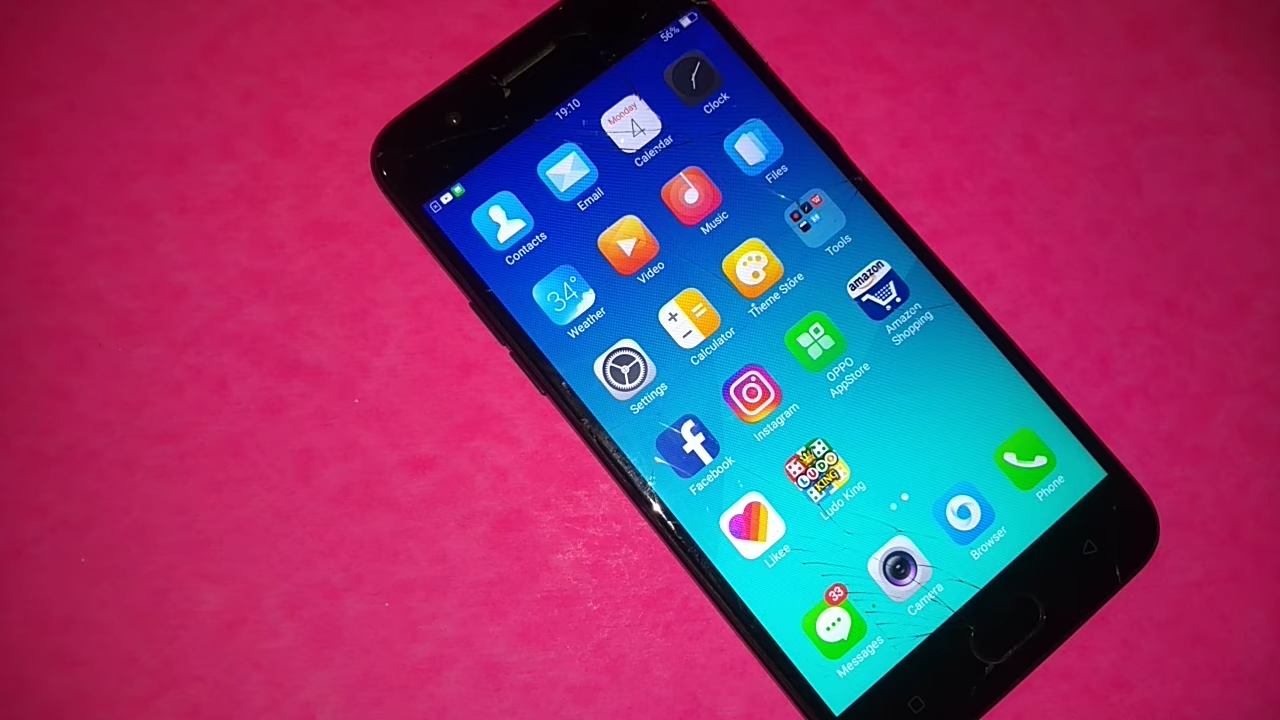 19:10
56%
Monday
4
Contacts
Email
Calendar
Clock
34°
Weather
Video
Music
Files
Settings
Calculator
Theme Store
Tools
Facebook
Instagram
OPPO
AppStore
amazon
Amazon
Shopping
Likee
LUDO
KING
Ludo King
33
Messages
Camera
Browser
Phone